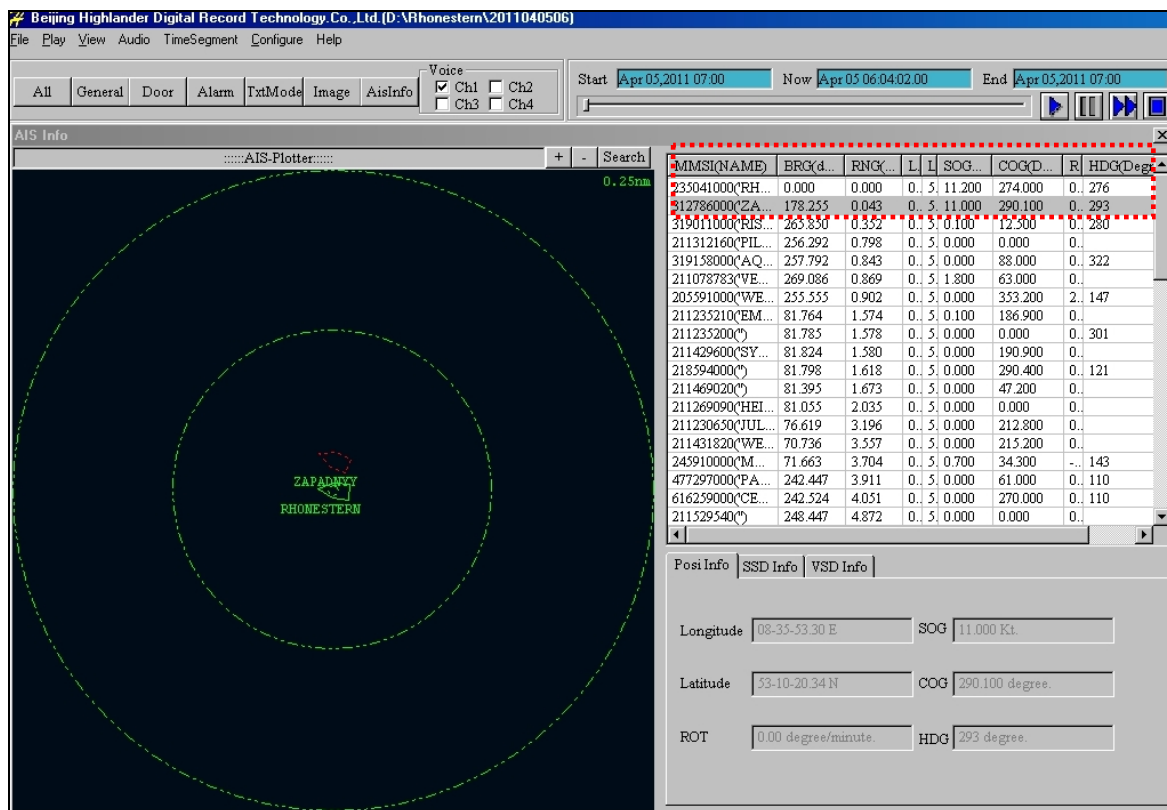 Beijing Highlander Digital Record Technology.Co.,Ltd.(D:\Rhonestern\2011040506)
File Play View Audio TimeSegment Configure Help
All General Door Alarm TxtMode Image AisInfo
Voice
Ch1 Ch2
Ch3 Ch4
Start Apr 05,2011 07:00 Now Apr 05 06:04:02.00 End Apr 05,2011 07:00
AIS Info
::::::AIS-Plotter:::::: + - Search
0.25nm
ZAPADNYY
RHONESTERN
MMSI(NAME) BRG(d... RNG(... L. L SOG... COG(D... R HDG(Degr
235041000('RH... 0.000 0.000 0.. 5. 11.200 274.000 0.. 276
312786000('ZA... 178.255 0.043 0.. 5. 11.000 290.100 0.. 293
319011000('RIS... 265.850 0.352 0.. 5. 0.100 12.500 0.. 280
211312160('PIL... 256.292 0.798 0.. 5. 0.000 0.000 0..
319158000('AQ... 257.792 0.843 0.. 5. 0.000 88.000 0.. 322
211078783('VE... 269.086 0.869 0.. 5. 1.800 63.000 0..
205591000('WE... 255.555 0.902 0.. 5. 0.000 353.200 2.. 147
211235210('EM... 81.764 1.574 0.. 5. 0.100 186.900 0..
211235200('') 81.785 1.578 0.. 5. 0.000 0.000 0.. 301
211429600('SY... 81.824 1.580 0.. 5. 0.000 190.900 0..
218594000('') 81.798 1.618 0.. 5. 0.000 290.400 0.. 121
211469020('') 81.395 1.673 0.. 5. 0.000 47.200 0..
211269090('HEI... 81.055 2.035 0.. 5. 0.000 0.000 0..
211230650('JUL... 76.619 3.196 0.. 5. 0.000 212.800 0..
211431820('WE... 70.736 3.557 0.. 5. 0.000 215.200 0..
245910000('M... 71.663 3.704 0.. 5. 0.700 34.300 -.. 143
477297000('PA... 242.447 3.911 0.. 5. 0.000 61.000 0.. 110
616259000('CE... 242.524 4.051 0.. 5. 0.000 270.000 0.. 110
211529540('') 248.447 4.872 0.. 5. 0.000 0.000 0..
Posi Info SSD Info VSD Info
Longitude 08-35-53.30 E SOG 11.000 Kt.
Latitude 53-10-20.34 N COG 290.100 degree.
ROT 0.00 degree/minute. HDG 293 degree.